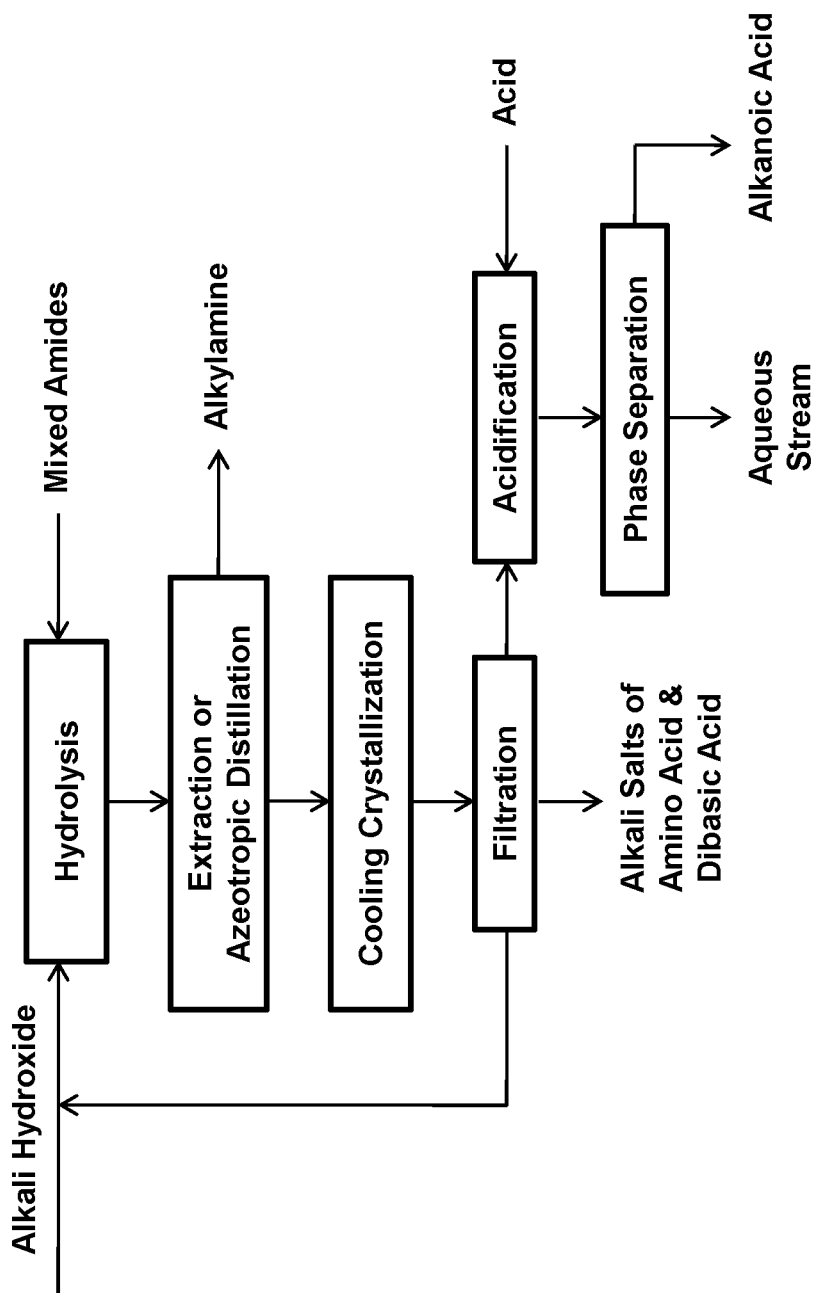 Alkali Hydroxide
Mixed Amides
Hydrolysis
Extraction or
Azeotropic Distillation
Alkylamine
Cooling Crystallization
Filtration
Acidification
Acid
Alkali Salts of
Amino Acid &
Dibasic Acid
Phase Separation
Aqueous
Stream
Alkanoic Acid